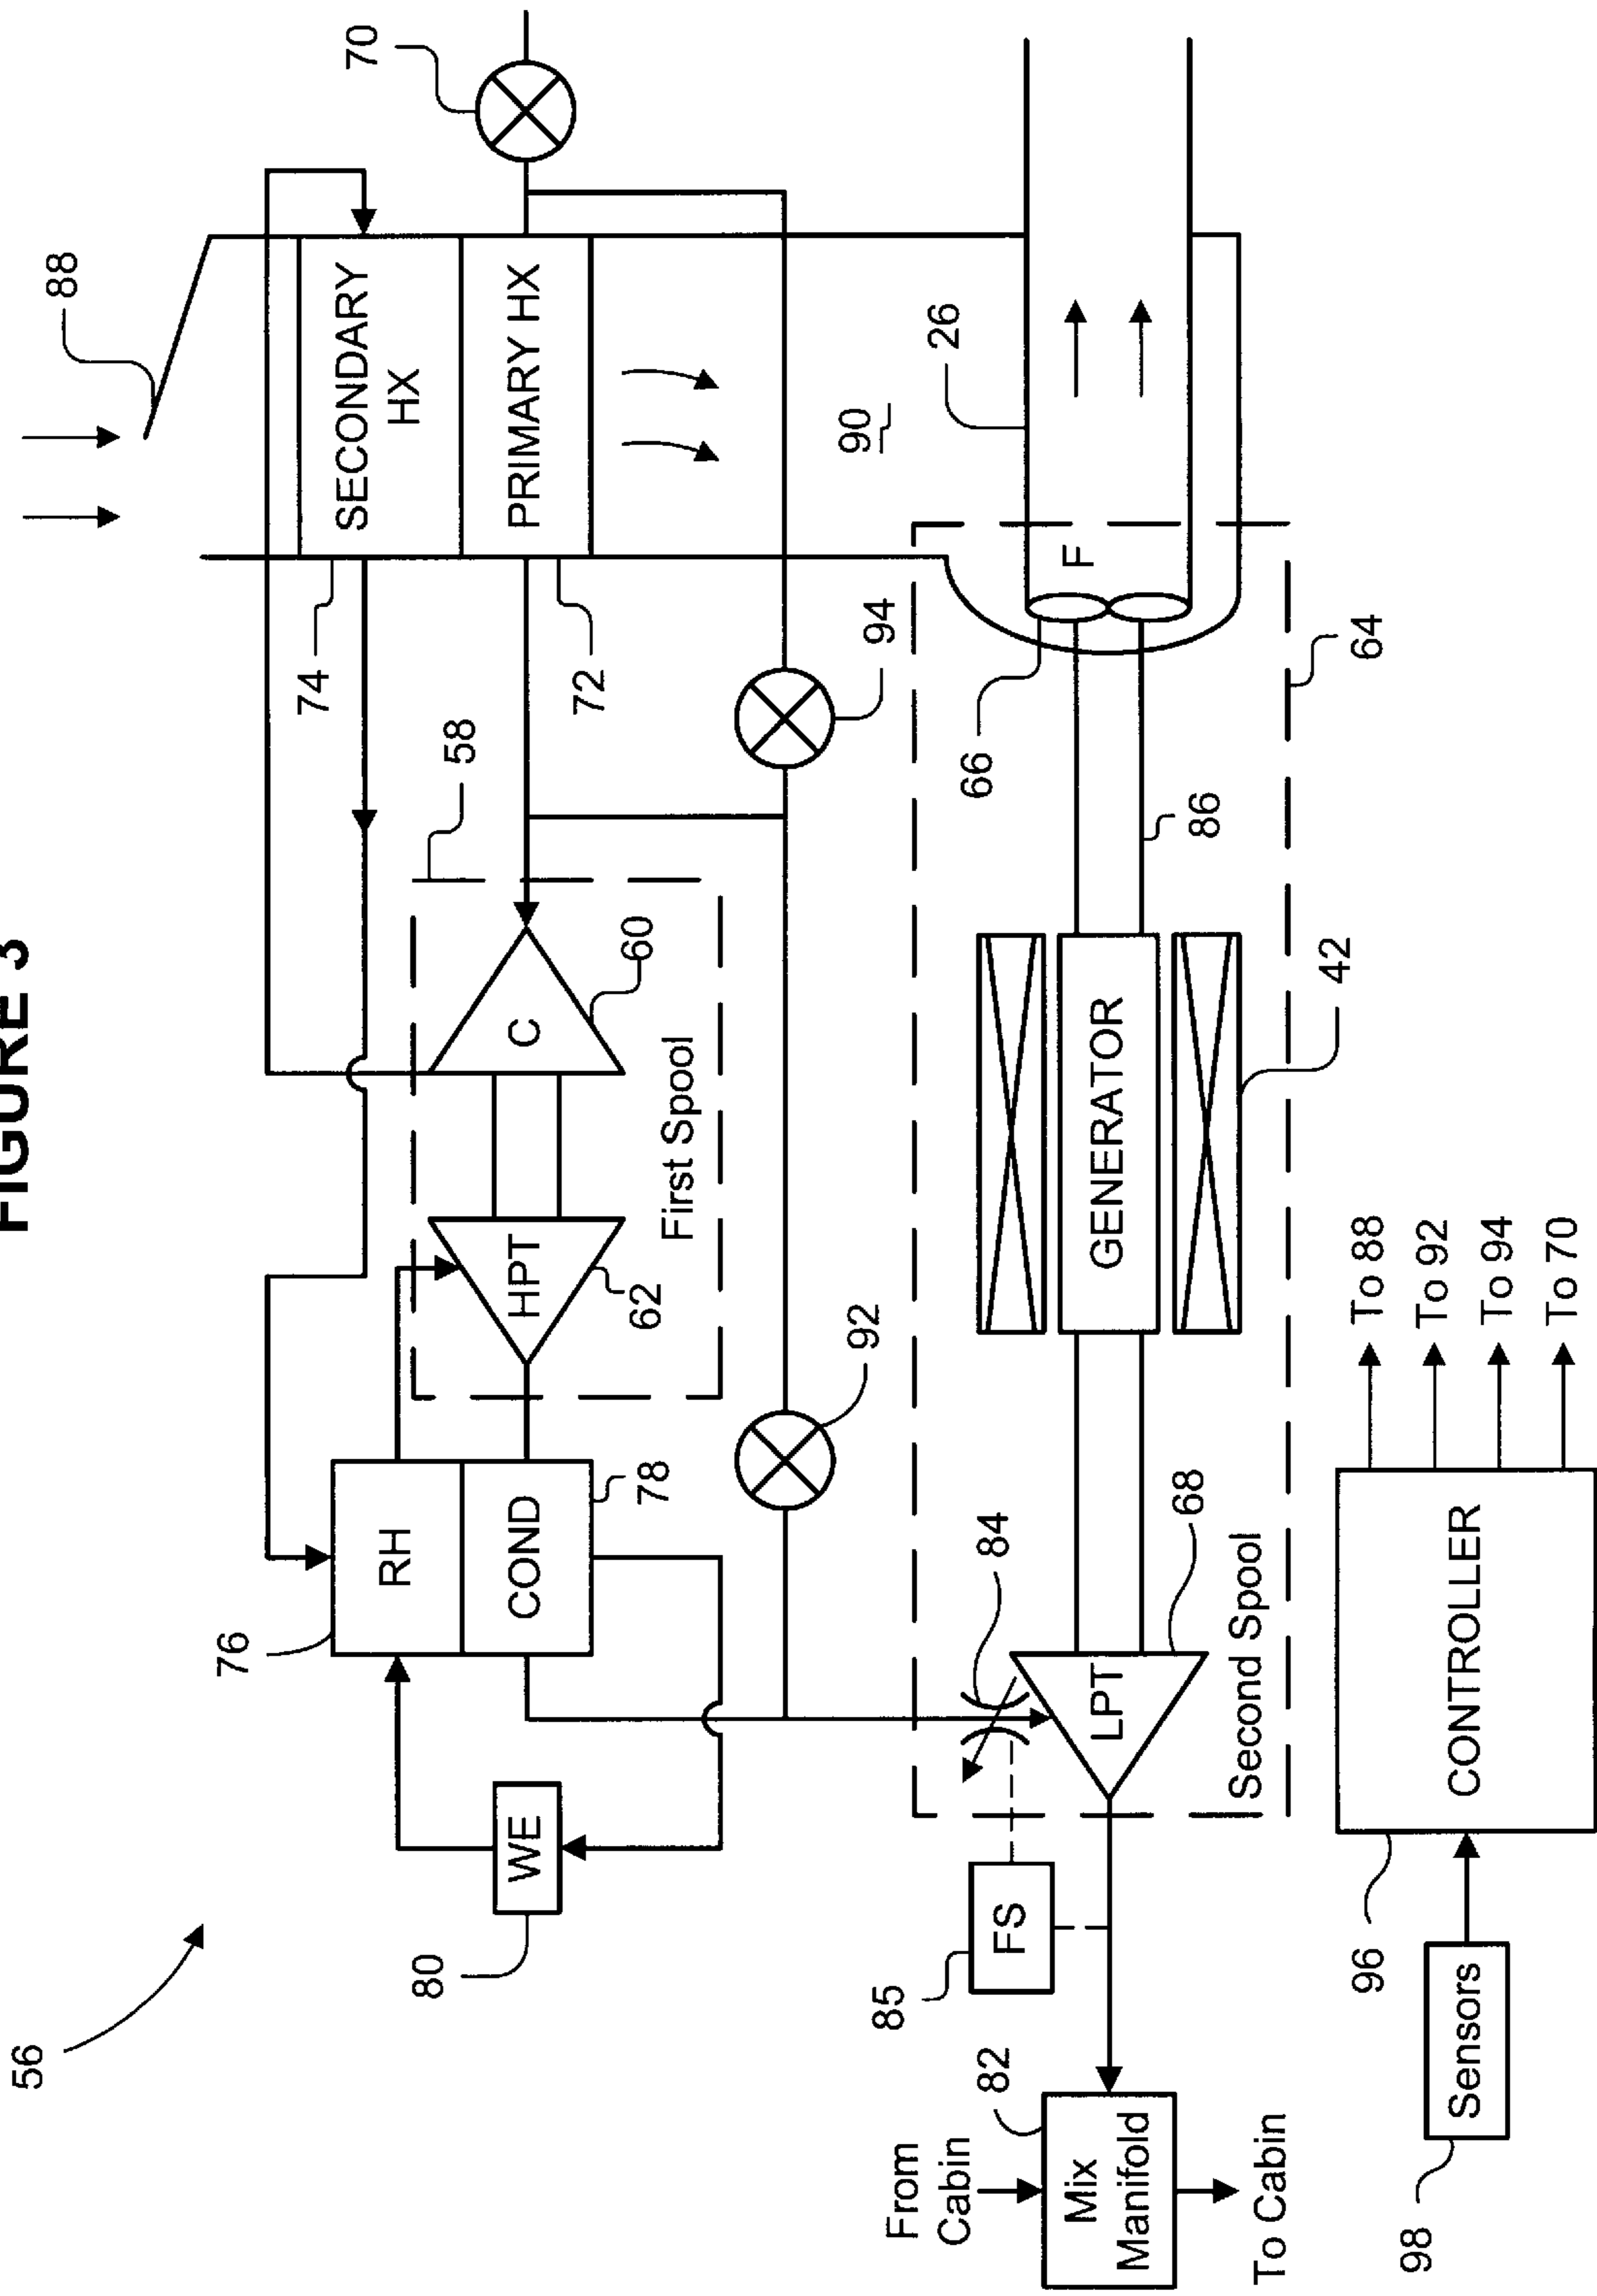 FIGURE 3
56
80
WE
76
RH
COND
78
HPT
62
C
60
First Spool
58
74
72
SECONDARY
HX
PRIMARY HX
88
70
92
94
90
26
F
66
86
64
GENERATOR
42
84
LPT
68
Second Spool
85
FS
82
Mix
Manifold
From
Cabin
To Cabin
98
Sensors
96
CONTROLLER
To 88
To 92
To 94
To 70